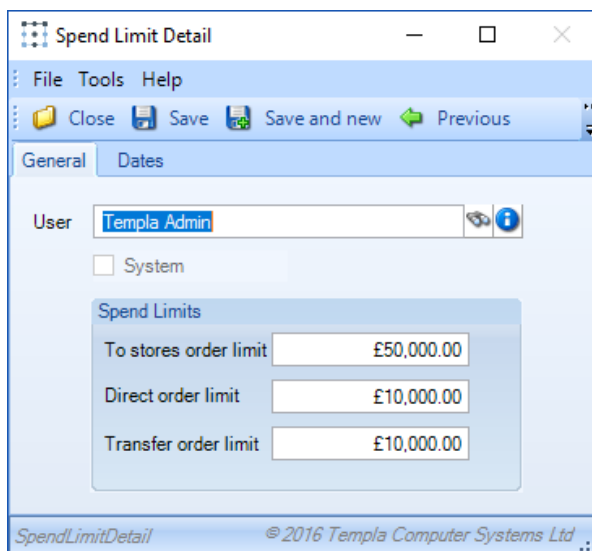 Spend Limit Detail
File Tools Help
Close Save Save and new Previous
General Dates
User Templa Admin
System
Spend Limits
To stores order limit £50,000.00
Direct order limit £10,000.00
Transfer order limit £10,000.00
SpendLimitDetail © 2016 Templa Computer Systems Ltd